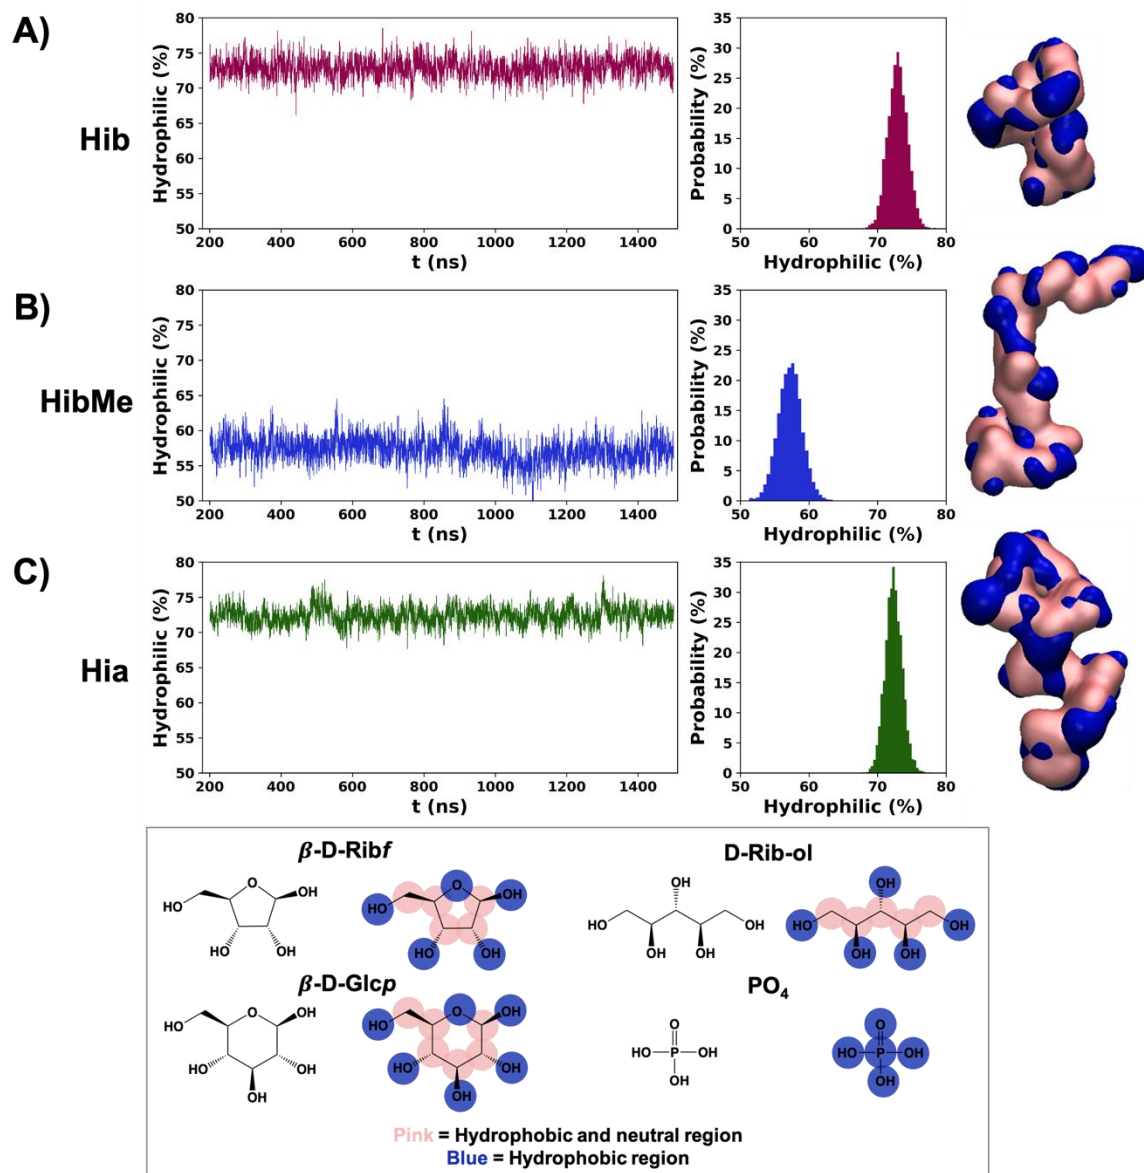 A)
Hib
Hydrophilic (%)
80
75
70
65
60
55
50
200 400 600 800 1000 1200 1400
t (ns)
Probability (%)
35
30
25
20
15
10
5
0
50 60 70 80
Hydrophilic (%)
B)
HibMe
Hydrophilic (%)
80
75
70
65
60
55
50
200 400 600 800 1000 1200 1400
t (ns)
Probability (%)
35
30
25
20
15
10
5
0
50 60 70 80
Hydrophilic (%)
C)
Hia
Hydrophilic (%)
80
75
70
65
60
55
50
200 400 600 800 1000 1200 1400
t (ns)
Probability (%)
35
30
25
20
15
10
5
0
50 60 70 80
Hydrophilic (%)
β-D-Ribf
HO O OH
HO OH
HO O OH
HO OH
D-Rib-ol
OH
HO OH
OH OH
OH
HO OH
OH OH
β-D-Glcp
HO O OH
HO OH
OH
HO O OH
HO OH
OH
PO4
O
HO P OH
OH
O
HO P OH
OH
Pink = Hydrophobic and neutral region
Blue = Hydrophobic region